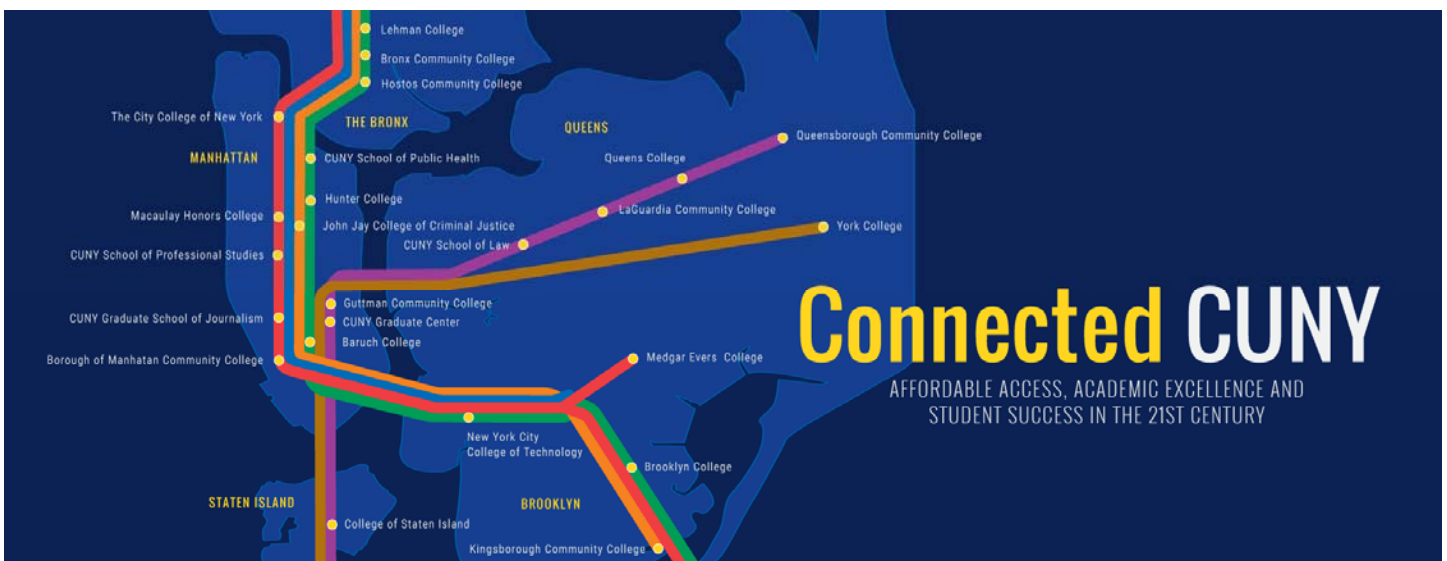 Lehman College
Bronx Community College
Hostos Community College
The City College of New York
THE BRONX
QUEENS
Queensborough Community College
MANHATTAN
CUNY School of Public Health
Queens College
Hunter College
Macaulay Honors College
LaGuardia Community College
John Jay College of Criminal Justice
York College
CUNY School of Law
CUNY School of Professional Studies
Guttman Community College
CUNY Graduate School of Journalism
CUNY Graduate Center
Baruch College
Borough of Manhatan Community College
Medgar Evers College
Connected CUNY
AFFORDABLE ACCESS, ACADEMIC EXCELLENCE AND
STUDENT SUCCESS IN THE 21ST CENTURY
New York City
College of Technology
Brooklyn College
STATEN ISLAND
BROOKLYN
College of Staten Island
Kingsborough Community College